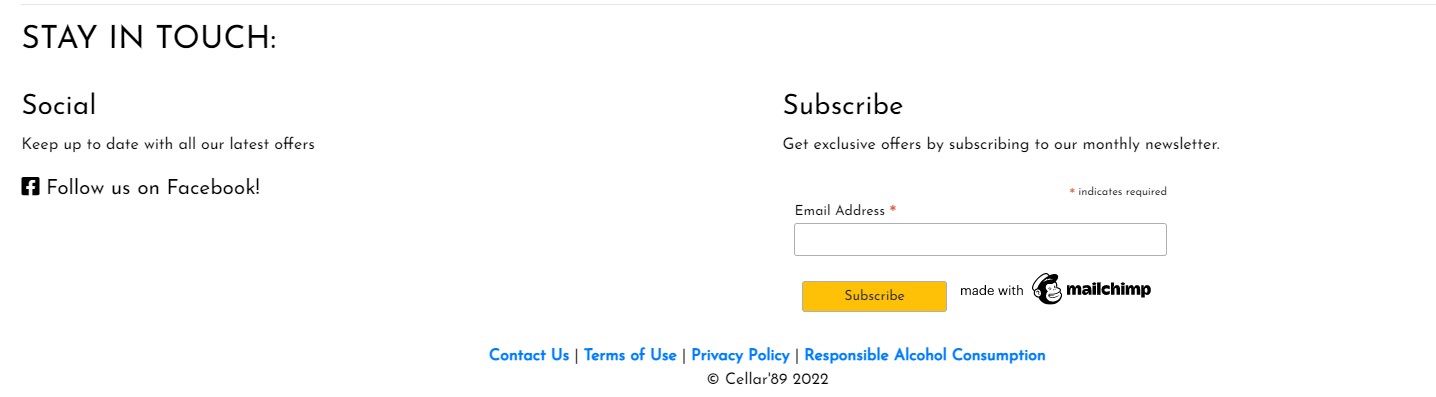 STAY IN TOUCH:
Social
Keep up to date with all our latest offers
Follow us on Facebook!
Subscribe
Get exclusive offers by subscribing to our monthly newsletter.
* indicates required
Email Address *
Subscribe
made with mailchimp
Contact Us | Terms of Use | Privacy Policy | Responsible Alcohol Consumption
© Cellar'89 2022